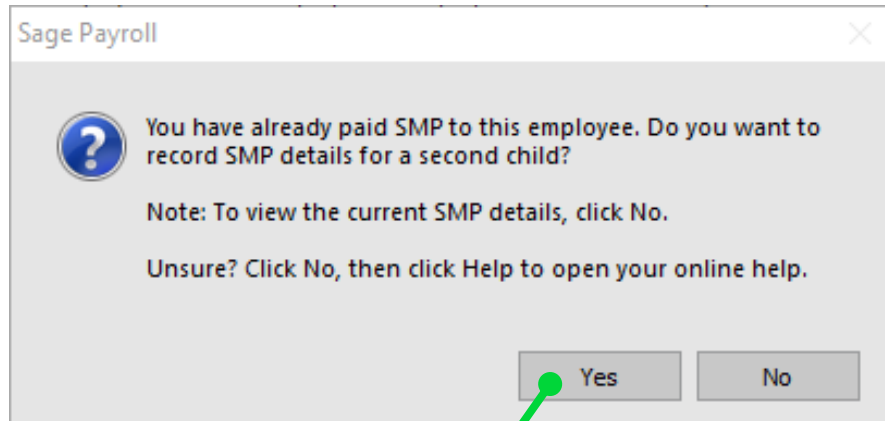 Sage Payroll
You have already paid SMP to this employee. Do you want to
record SMP details for a second child?
Note: To view the current SMP details, click No.
Unsure? Click No, then click Help to open your online help.
Yes
No